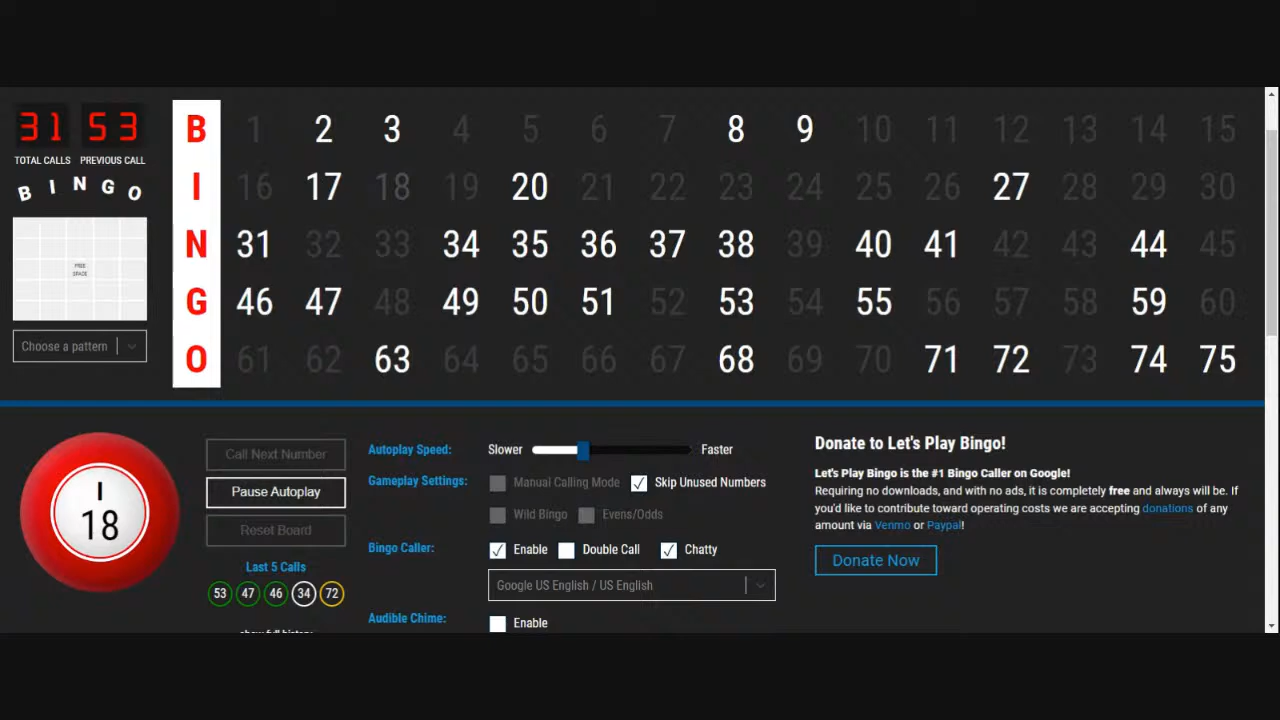 31 53
TOTAL CALLS PREVIOUS CALL
BINGO
FREE SPACE
Choose a pattern
B 1 2 3 4 5 6 7 8 9 10 11 12 13 14 15
I 16 17 18 19 20 21 22 23 24 25 26 27 28 29 30
N 31 32 33 34 35 36 37 38 39 40 41 42 43 44 45
G 46 47 48 49 50 51 52 53 54 55 56 57 58 59 60
O 61 62 63 64 65 66 67 68 69 70 71 72 73 74 75
I
18
Call Next Number
Pause Autoplay
Reset Board
Last 5 Calls
53 47 46 34 72
show full history
Autoplay Speed: Slower Faster
Gameplay Settings: Manual Calling Mode Skip Unused Numbers
Wild Bingo Evens/Odds
Bingo Caller: Enable Double Call Chatty
Google US English / US English
Audible Chime: Enable
Donate to Let's Play Bingo!
Let's Play Bingo is the #1 Bingo Caller on Google!
Requiring no downloads, and with no ads, it is completely free and always will be. If
you'd like to contribute toward operating costs we are accepting donations of any
amount via Venmo or Paypal!
Donate Now